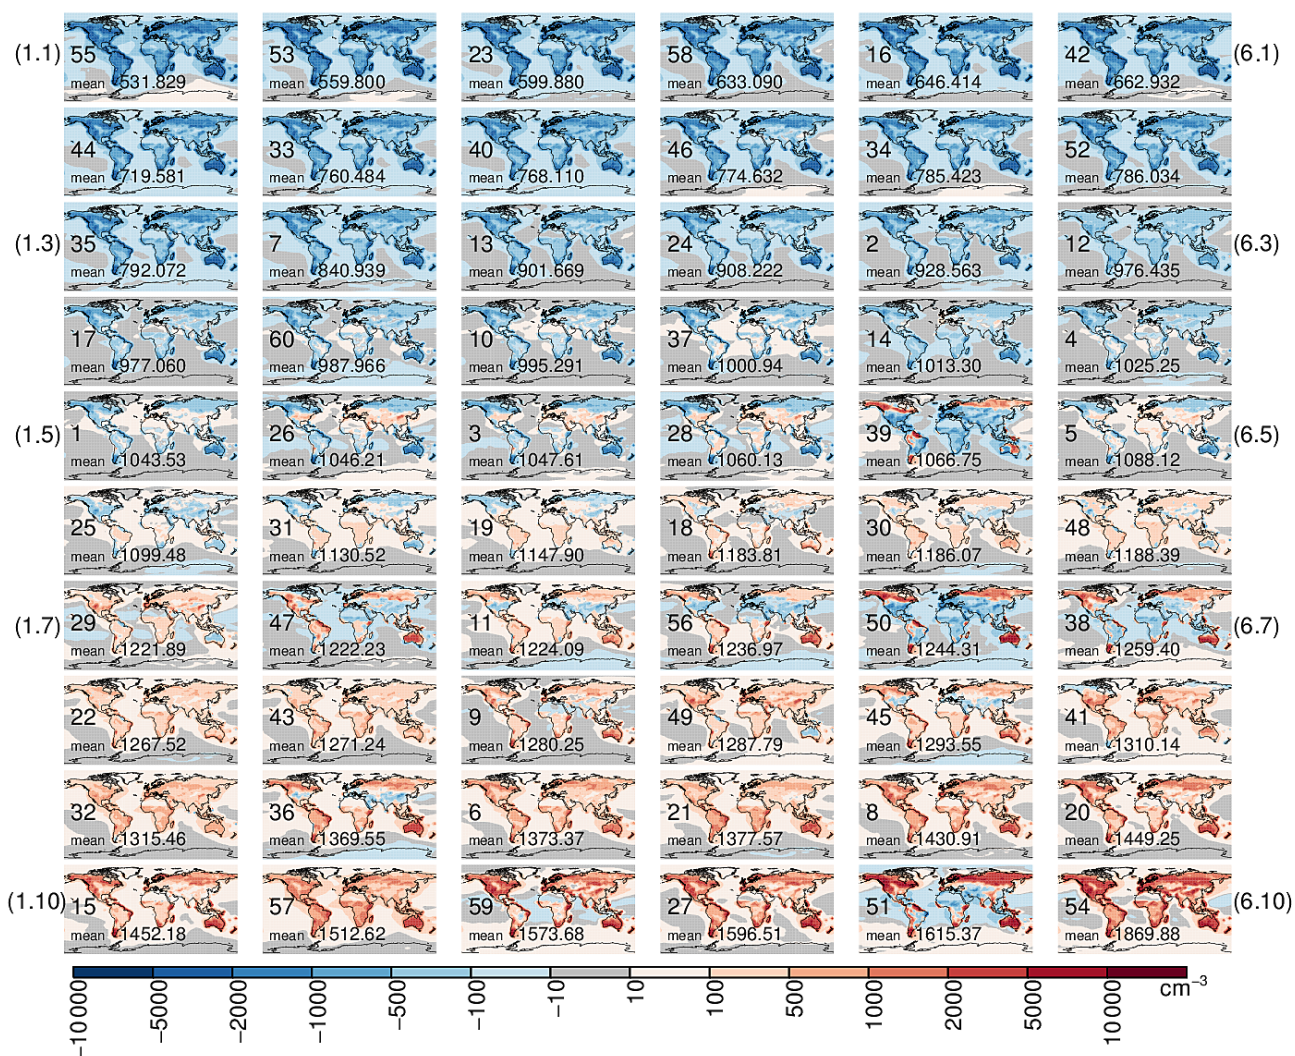 (1.1) 55 53 23 58 16 42 (6.1)
mean 531.829 mean 559.800 mean 599.880 mean 633.090 mean 646.414 mean 662.932
44 33 40 46 34 52
mean 719.581 mean 760.484 mean 768.110 mean 774.632 mean 785.423 mean 786.034
(1.3) 35 7 13 24 2 12 (6.3)
mean 792.072 mean 840.939 mean 901.669 mean 908.222 mean 928.563 mean 976.435
17 60 10 37 14 4
mean 977.060 mean 987.966 mean 995.291 mean 1000.94 mean 1013.30 mean 1025.25
(1.5) 1 26 3 28 39 5 (6.5)
mean 1043.53 mean 1046.21 mean 1047.61 mean 1060.13 mean 1066.75 mean 1088.12
25 31 19 18 30 48
mean 1099.48 mean 1130.52 mean 1147.90 mean 1183.81 mean 1186.07 mean 1188.39
(1.7) 29 47 11 56 50 38 (6.7)
mean 1221.89 mean 1222.23 mean 1224.09 mean 1236.97 mean 1244.31 mean 1259.40
22 43 9 49 45 41
mean 1267.52 mean 1271.24 mean 1280.25 mean 1287.79 mean 1293.55 mean 1310.14
32 36 6 21 8 20
mean 1315.46 mean 1369.55 mean 1373.37 mean 1377.57 mean 1430.91 mean 1449.25
(1.10) 15 57 59 27 51 54 (6.10)
mean 1452.18 mean 1512.62 mean 1573.68 mean 1596.51 mean 1615.37 mean 1869.88
−10000 −5000 −2000 −1000 −500 −100 −10 10 100 500 1000 2000 5000 10000 cm⁻³